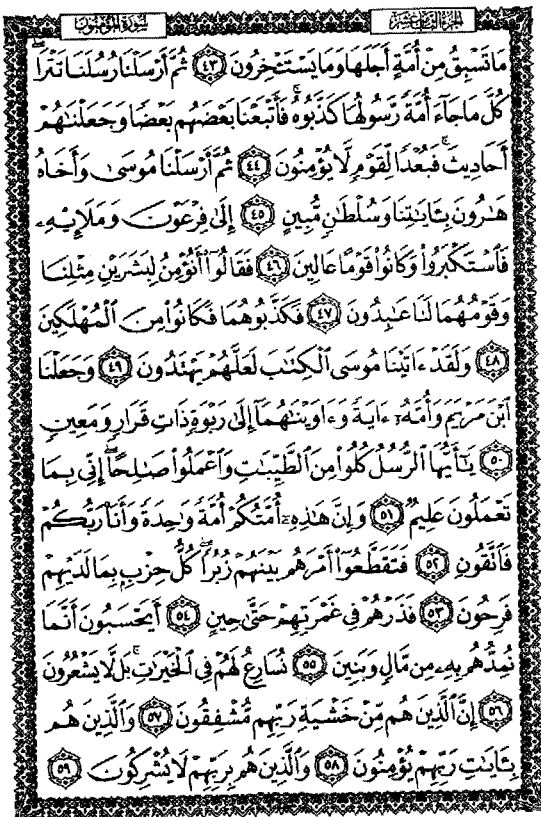 الجزء الثامن عشر
سورة المؤمنون
مَا تَسْبِقُ مِنْ أُمَّةٍ أَجَلَهَا وَمَا يَسْتَـْٔخِرُونَ ٤٣ ثُمَّ أَرْسَلْنَا رُسُلَنَا تَتْرَا
كُلَّ مَا جَآءَ أُمَّةً رَّسُولُهَا كَذَّبُوهُ فَأَتْبَعْنَا بَعْضَهُم بَعْضًا وَجَعَلْنَٰهُمْ
أَحَادِيثَ فَبُعْدًا لِّقَوْمٍ لَّا يُؤْمِنُونَ ٤٤ ثُمَّ أَرْسَلْنَا مُوسَىٰ وَأَخَاهُ
هَٰرُونَ بِـَٔايَٰتِنَا وَسُلْطَٰنٍ مُّبِينٍ ٤٥ إِلَىٰ فِرْعَوْنَ وَمَلَإِيْهِۦ
فَٱسْتَكْبَرُوا۟ وَكَانُوا۟ قَوْمًا عَالِينَ ٤٦ فَقَالُوٓا۟ أَنُؤْمِنُ لِبَشَرَيْنِ مِثْلِنَا
وَقَوْمُهُمَا لَنَا عَٰبِدُونَ ٤٧ فَكَذَّبُوهُمَا فَكَانُوا۟ مِنَ ٱلْمُهْلَكِينَ
٤٨ وَلَقَدْ ءَاتَيْنَا مُوسَى ٱلْكِتَٰبَ لَعَلَّهُمْ يَهْتَدُونَ ٤٩ وَجَعَلْنَا
ٱبْنَ مَرْيَمَ وَأُمَّهُۥٓ ءَايَةً وَءَاوَيْنَٰهُمَآ إِلَىٰ رَبْوَةٍ ذَاتِ قَرَارٍ وَمَعِينٍ
٥٠ يَٰٓأَيُّهَا ٱلرُّسُلُ كُلُوا۟ مِنَ ٱلطَّيِّبَٰتِ وَٱعْمَلُوا۟ صَٰلِحًا إِنِّى بِمَا
تَعْمَلُونَ عَلِيمٌ ٥١ وَإِنَّ هَٰذِهِۦٓ أُمَّتُكُمْ أُمَّةً وَٰحِدَةً وَأَنَا۠ رَبُّكُمْ
فَٱتَّقُونِ ٥٢ فَتَقَطَّعُوٓا۟ أَمْرَهُم بَيْنَهُمْ زُبُرًا كُلُّ حِزْبٍۭ بِمَا لَدَيْهِمْ
فَرِحُونَ ٥٣ فَذَرْهُمْ فِى غَمْرَتِهِمْ حَتَّىٰ حِينٍ ٥٤ أَيَحْسَبُونَ أَنَّمَا
نُمِدُّهُم بِهِۦ مِن مَّالٍ وَبَنِينَ ٥٥ نُسَارِعُ لَهُمْ فِى ٱلْخَيْرَٰتِ بَل لَّا يَشْعُرُونَ
٥٦ إِنَّ ٱلَّذِينَ هُم مِّنْ خَشْيَةِ رَبِّهِم مُّشْفِقُونَ ٥٧ وَٱلَّذِينَ هُم
بِـَٔايَٰتِ رَبِّهِمْ يُؤْمِنُونَ ٥٨ وَٱلَّذِينَ هُم بِرَبِّهِمْ لَا يُشْرِكُونَ ٥٩